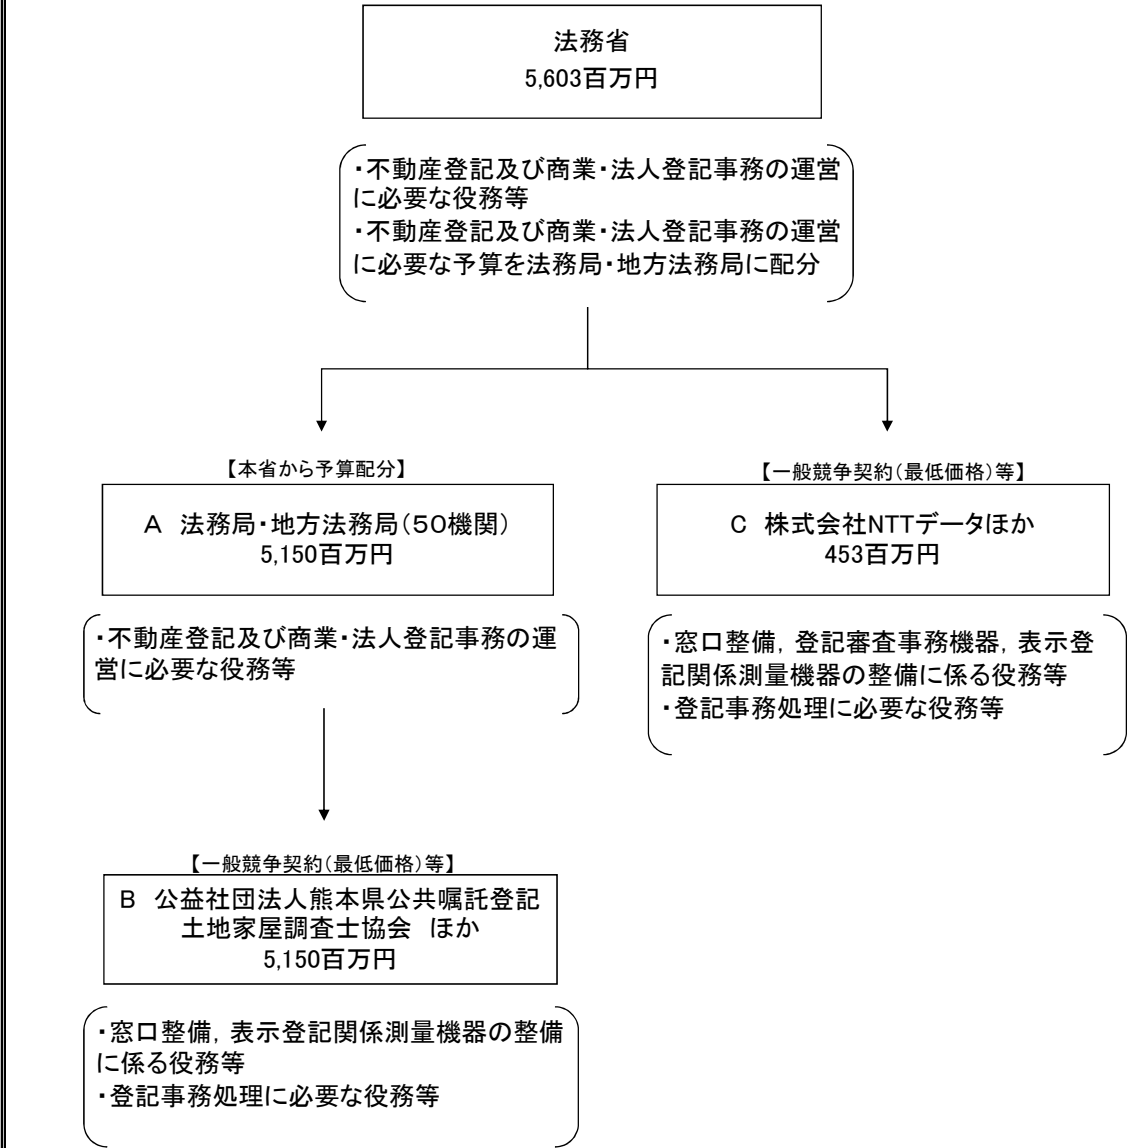 法務省
5,603百万円
・不動産登記及び商業・法人登記事務の運営
に必要な役務等
・不動産登記及び商業・法人登記事務の運営
に必要な予算を法務局・地方法務局に配分
【本省から予算配分】
A 法務局・地方法務局(50機関)
5,150百万円
・不動産登記及び商業・法人登記事務の運
営に必要な役務等
【一般競争契約(最低価格)等】
C 株式会社NTTデータほか
453百万円
・窓口整備，登記審査事務機器，表示登
記関係測量機器の整備に係る役務等
・登記事務処理に必要な役務等
【一般競争契約(最低価格)等】
B 公益社団法人熊本県公共嘱託登記
土地家屋調査士協会 ほか
5,150百万円
・窓口整備，表示登記関係測量機器の整備
に係る役務等
・登記事務処理に必要な役務等